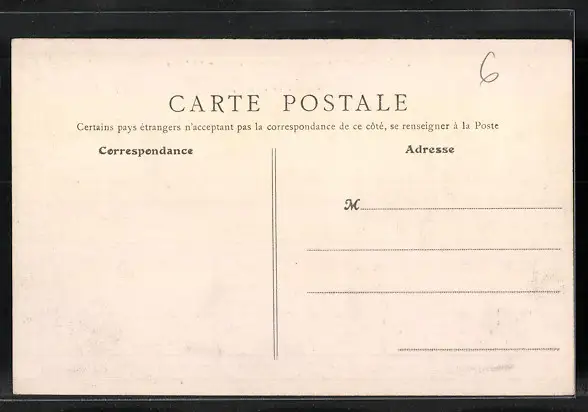 6
CARTE POSTALE
Certains pays étrangers n'acceptant pas la correspondance de ce côté, se renseigner à la Poste
Correspondance
Adresse
M